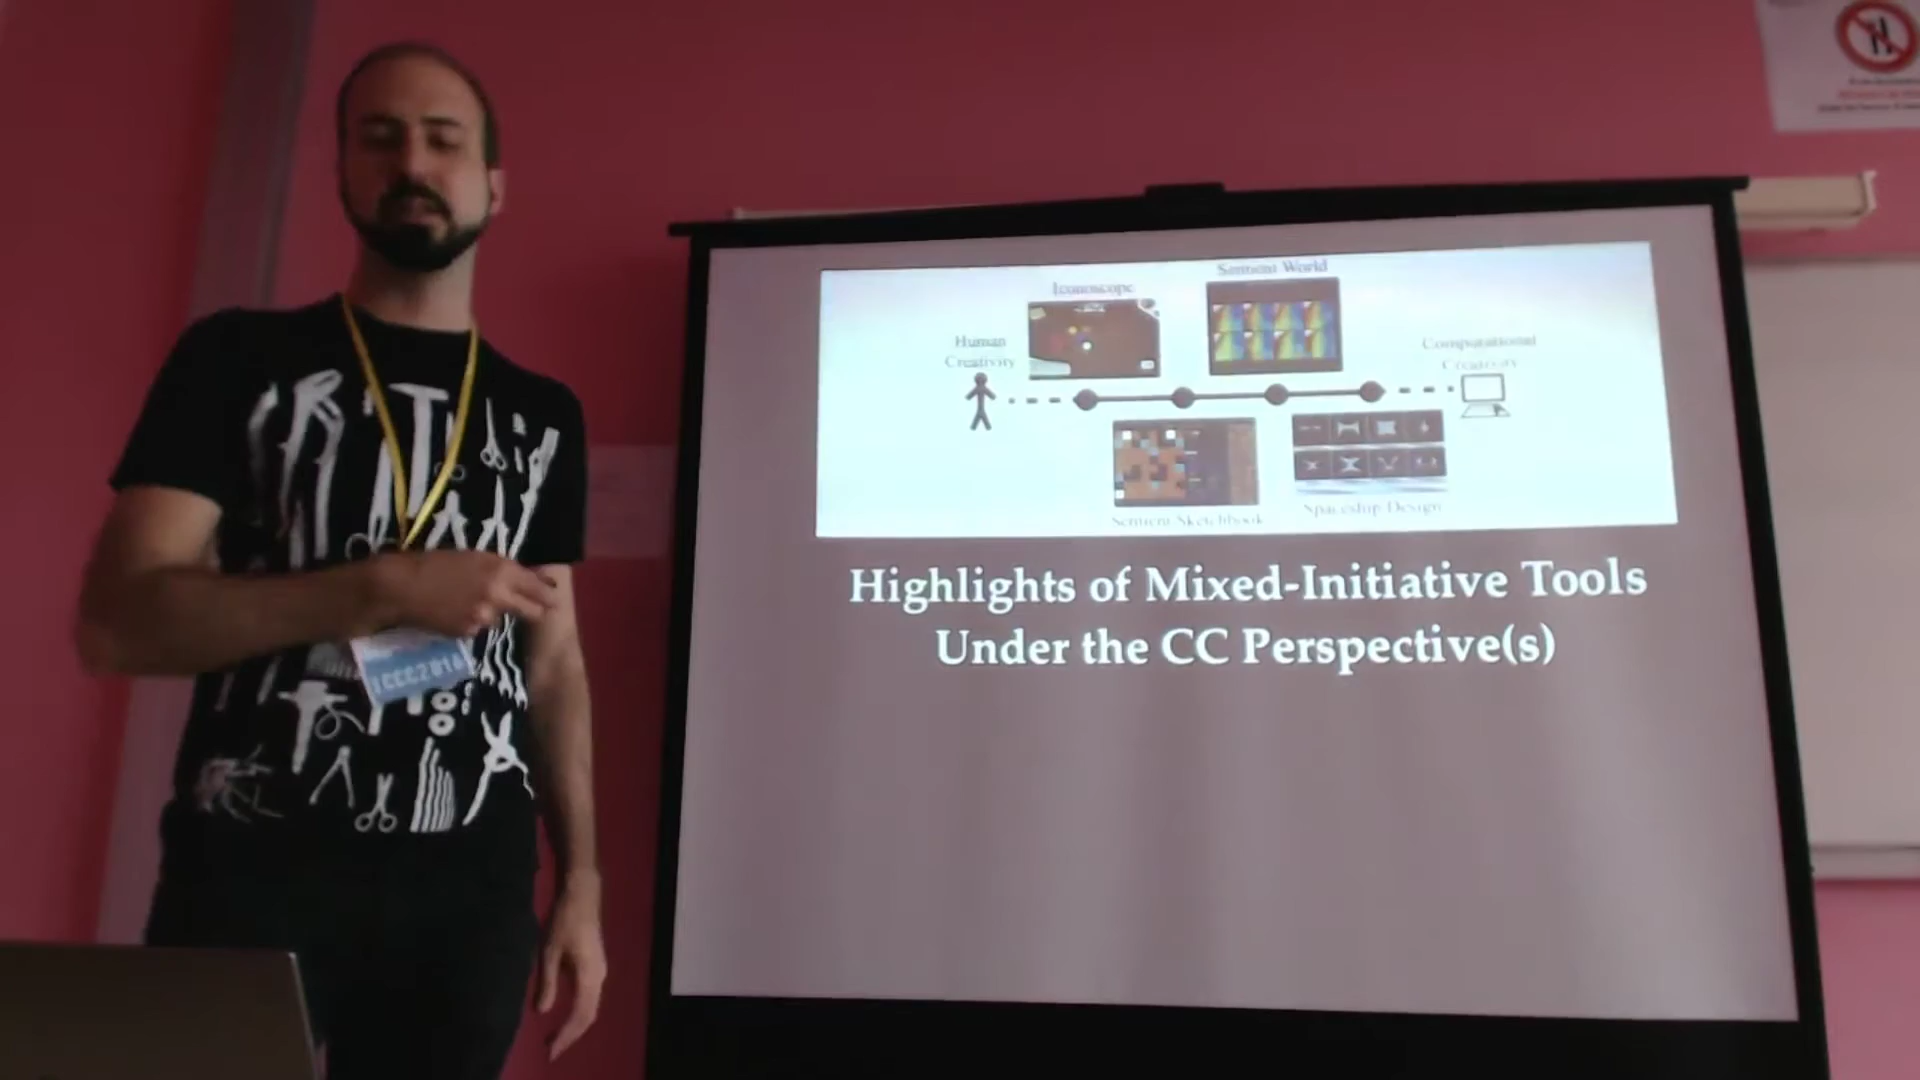 Sentient World
Iconoscope
Human
Creativity
Computational
Creativity
Sentient Sketchbook
Spaceship Design
Highlights of Mixed-Initiative Tools
Under the CC Perspective(s)
ICCC2016